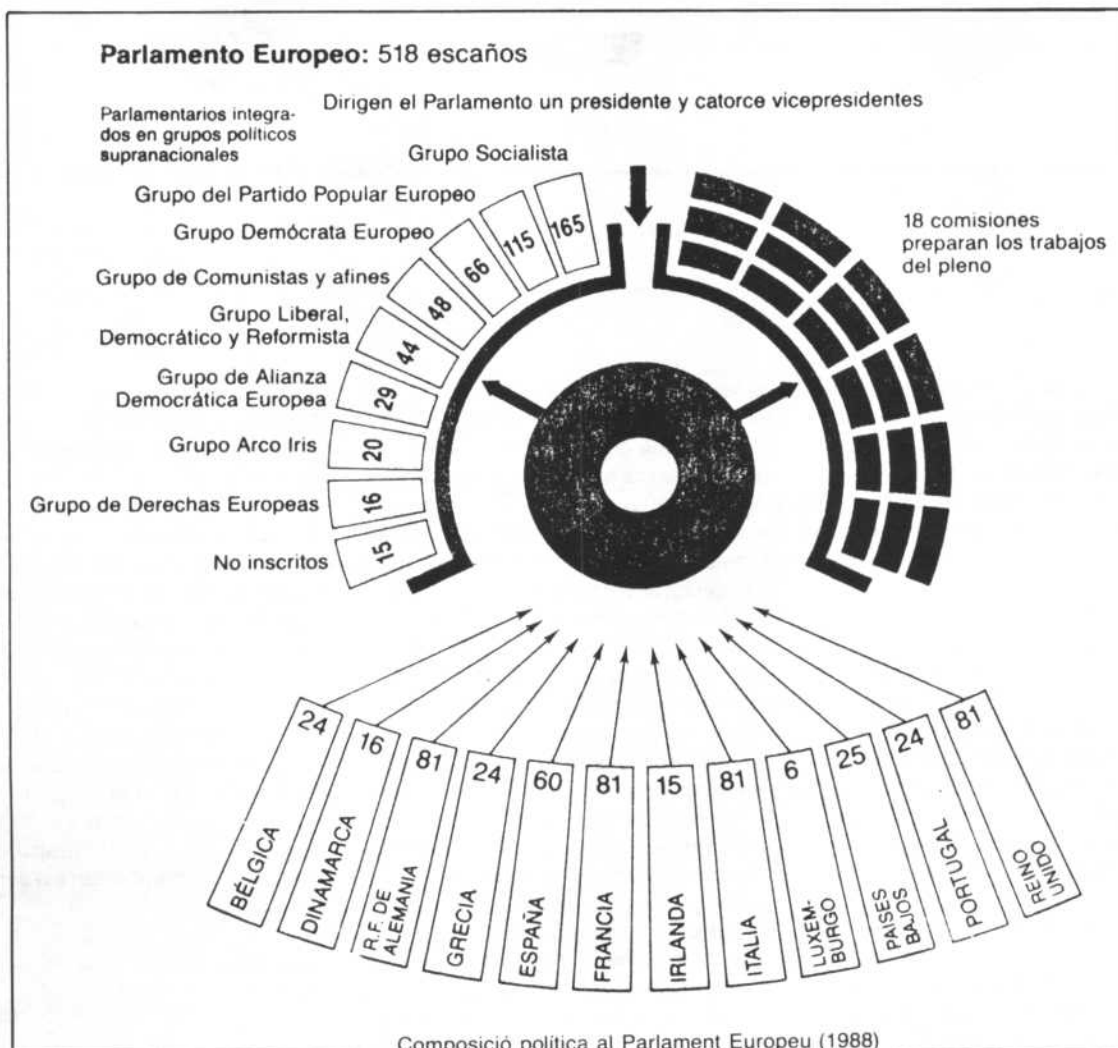 Parlamento Europeo: 518 escaños
Dirigen el Parlamento un presidente y catorce vicepresidentes
Parlamentarios integra-
dos en grupos políticos
supranacionales
Grupo Socialista
165
Grupo del Partido Popular Europeo
115
Grupo Demócrata Europeo
66
Grupo de Comunistas y afines
48
Grupo Liberal,
Democrático y Reformista
44
Grupo de Alianza
Democrática Europea
29
Grupo Arco Iris
20
Grupo de Derechas Europeas
16
No inscritos
15
18 comisiones
preparan los trabajos
del pleno
24
BÉLGICA
16
DINAMARCA
81
R.F. DE
ALEMANIA
24
GRECIA
60
ESPAÑA
81
FRANCIA
15
IRLANDA
81
ITALIA
6
LUXEM-
BURGO
25
PAISES
BAJOS
24
PORTUGAL
81
REINO
UNIDO
Composició política al Parlament Europeu (1988)